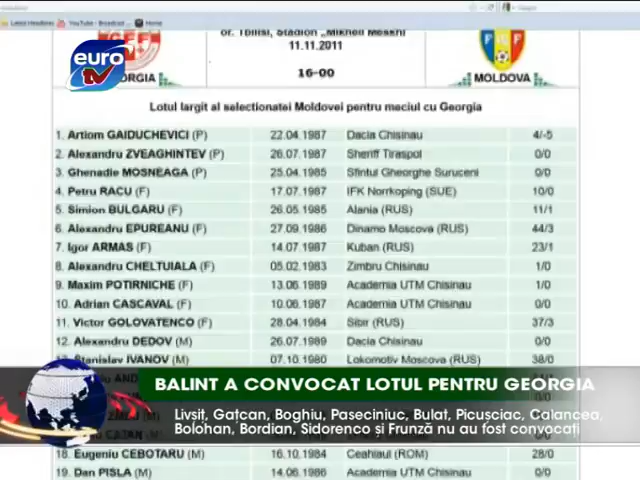 Latest Headlines YouTube - Broadcast ... Home
or. Tbilisi, Stadion „Mikheil Meskhi
11.11.2011
16-00
GEORGIA
MOLDOVA
euro
tv
Lotul largit al selectionatei Moldovei pentru meciul cu Georgia
1. Artiom GAIDUCHEVICI (P) 22.04.1987 Dacia Chisinau 4/-5
2. Alexandru ZVEAGHINTEV (P) 26.07.1987 Sheriff Tiraspol 0/0
3. Ghenadie MOSNEAGA (P) 25.04.1985 Sfintul Gheorghe Suruceni 0/0
4. Petru RACU (F) 17.07.1987 IFK Norrkoping (SUE) 10/0
5. Simion BULGARU (F) 26.05.1985 Alania (RUS) 11/1
6. Alexandru EPUREANU (F) 27.09.1986 Dinamo Moscova (RUS) 44/3
7. Igor ARMAS (F) 14.07.1987 Kuban (RUS) 23/1
8. Alexandru CHELTUIALA (F) 05.02.1983 Zimbru Chisinau 1/0
9. Maxim POTIRNICHE (F) 13.06.1989 Academia UTM Chisinau 1/0
10. Adrian CASCAVAL (F) 10.06.1987 Academia UTM Chisinau 0/0
11. Victor GOLOVATENCO (F) 28.04.1984 Sibir (RUS) 37/3
12. Alexandru DEDOV (M) 26.07.1989 Dacia Chisinau 0/0
13. Stanislav IVANOV (M) 07.10.1980 Lokomotiv Moscova (RUS) 38/0
BALINT A CONVOCAT LOTUL PENTRU GEORGIA
Livșiț, Gațcan, Boghiu, Paseciniuc, Bulat, Picusciac, Calancea,
Bolohan, Bordian, Sidorenco și Frunză nu au fost convocați
18. Eugeniu CEBOTARU (M) 16.10.1984 Ceahlaul (ROM) 28/0
19. Dan PISLA (M) 14.06.1986 Academia UTM Chisinau 0/0